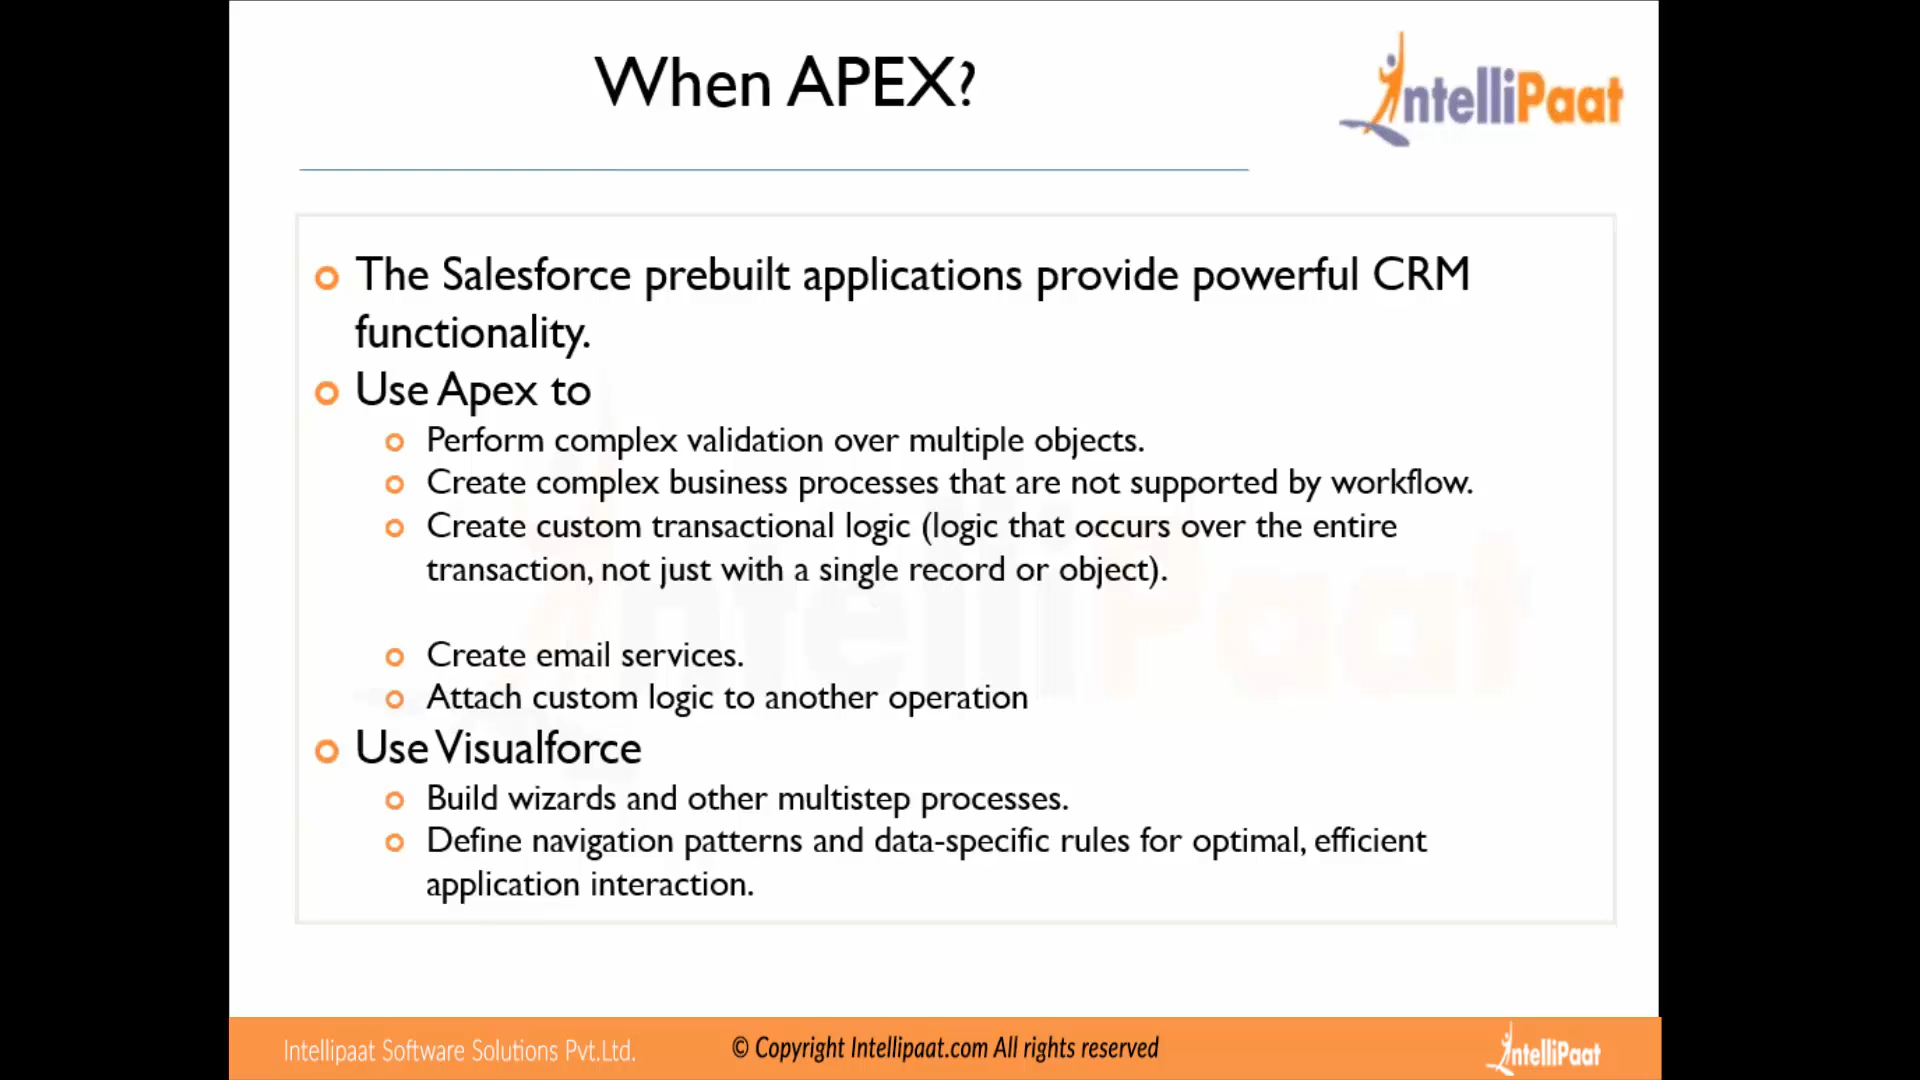 When APEX?
IntelliPaat
The Salesforce prebuilt applications provide powerful CRM
functionality.
Use Apex to
Perform complex validation over multiple objects.
Create complex business processes that are not supported by workflow.
Create custom transactional logic (logic that occurs over the entire
transaction, not just with a single record or object).
Create email services.
Attach custom logic to another operation
Use Visualforce
Build wizards and other multistep processes.
Define navigation patterns and data-specific rules for optimal, efficient
application interaction.
IntelliPaat
Intellipaat Software Solutions Pvt.Ltd.
© Copyright Intellipaat.com All rights reserved
IntelliPaat